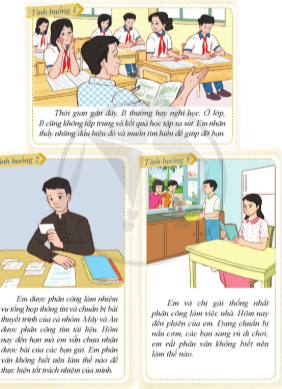 Tình huống 1
Thời gian gần đây, B thường hay nghỉ học. Ở lớp,
B cũng không tập trung và kết quả học tập sa sút. Em nhận
thấy những dấu hiệu đó và muốn tìm hiểu để giúp đỡ bạn.
Tình huống 2
Em được phân công làm nhiệm
vụ tổng hợp thông tin và chuẩn bị bài
thuyết trình của cả nhóm. Mây và An
được phân công tìm tài liệu. Hôm
nay đến hạn mà em vẫn chưa nhận
được bài của các bạn gửi. Em phân
vân không biết nên làm thế nào để
thực hiện tốt trách nhiệm của mình.
Tình huống 3
Em và chị gái thống nhất
phân công làm việc nhà. Hôm nay
đến phiên của em. Đang chuẩn bị
nấu cơm, các bạn sang rủ đi chơi,
em rất phân vân không biết nên
làm thế nào.